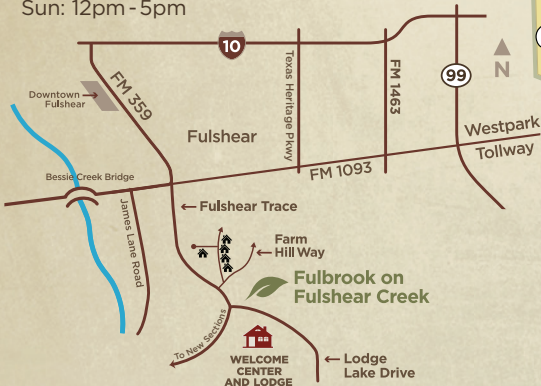 Sun: 12pm - 5pm
10
Texas Heritage Pkwy
FM 1463
99
N
Downtown
Fulshear
FM 359
Fulshear
Westpark
Tollway
FM 1093
Bessie Creek Bridge
James Lane Road
Fulshear Trace
Farm
Hill Way
Fulbrook on
Fulshear Creek
To New Sections
WELCOME
CENTER
AND LODGE
Lodge
Lake Drive